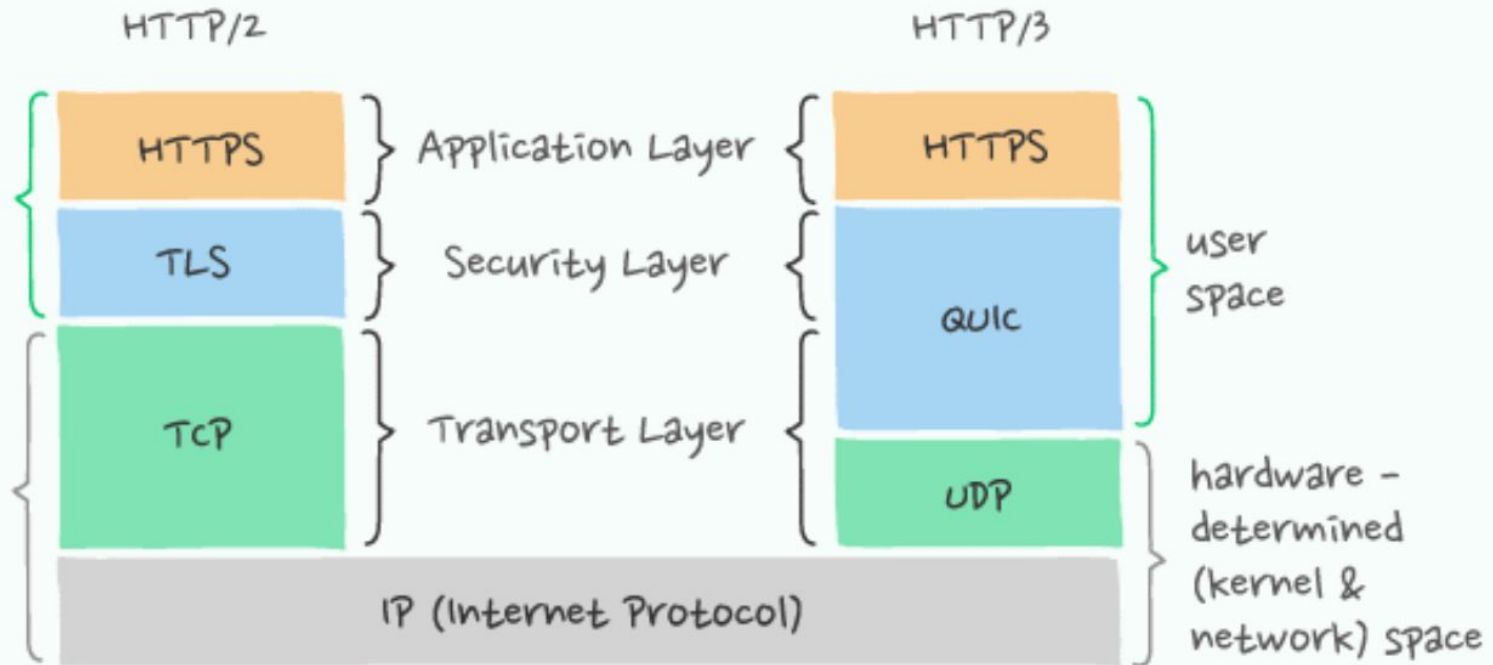 HTTP/2
HTTP/3
HTTPS
Application Layer
HTTPS
TLS
Security Layer
user
space
QUIC
TCP
Transport Layer
UDP
hardware -
determined
(kernel &
network) space
IP (Internet Protocol)